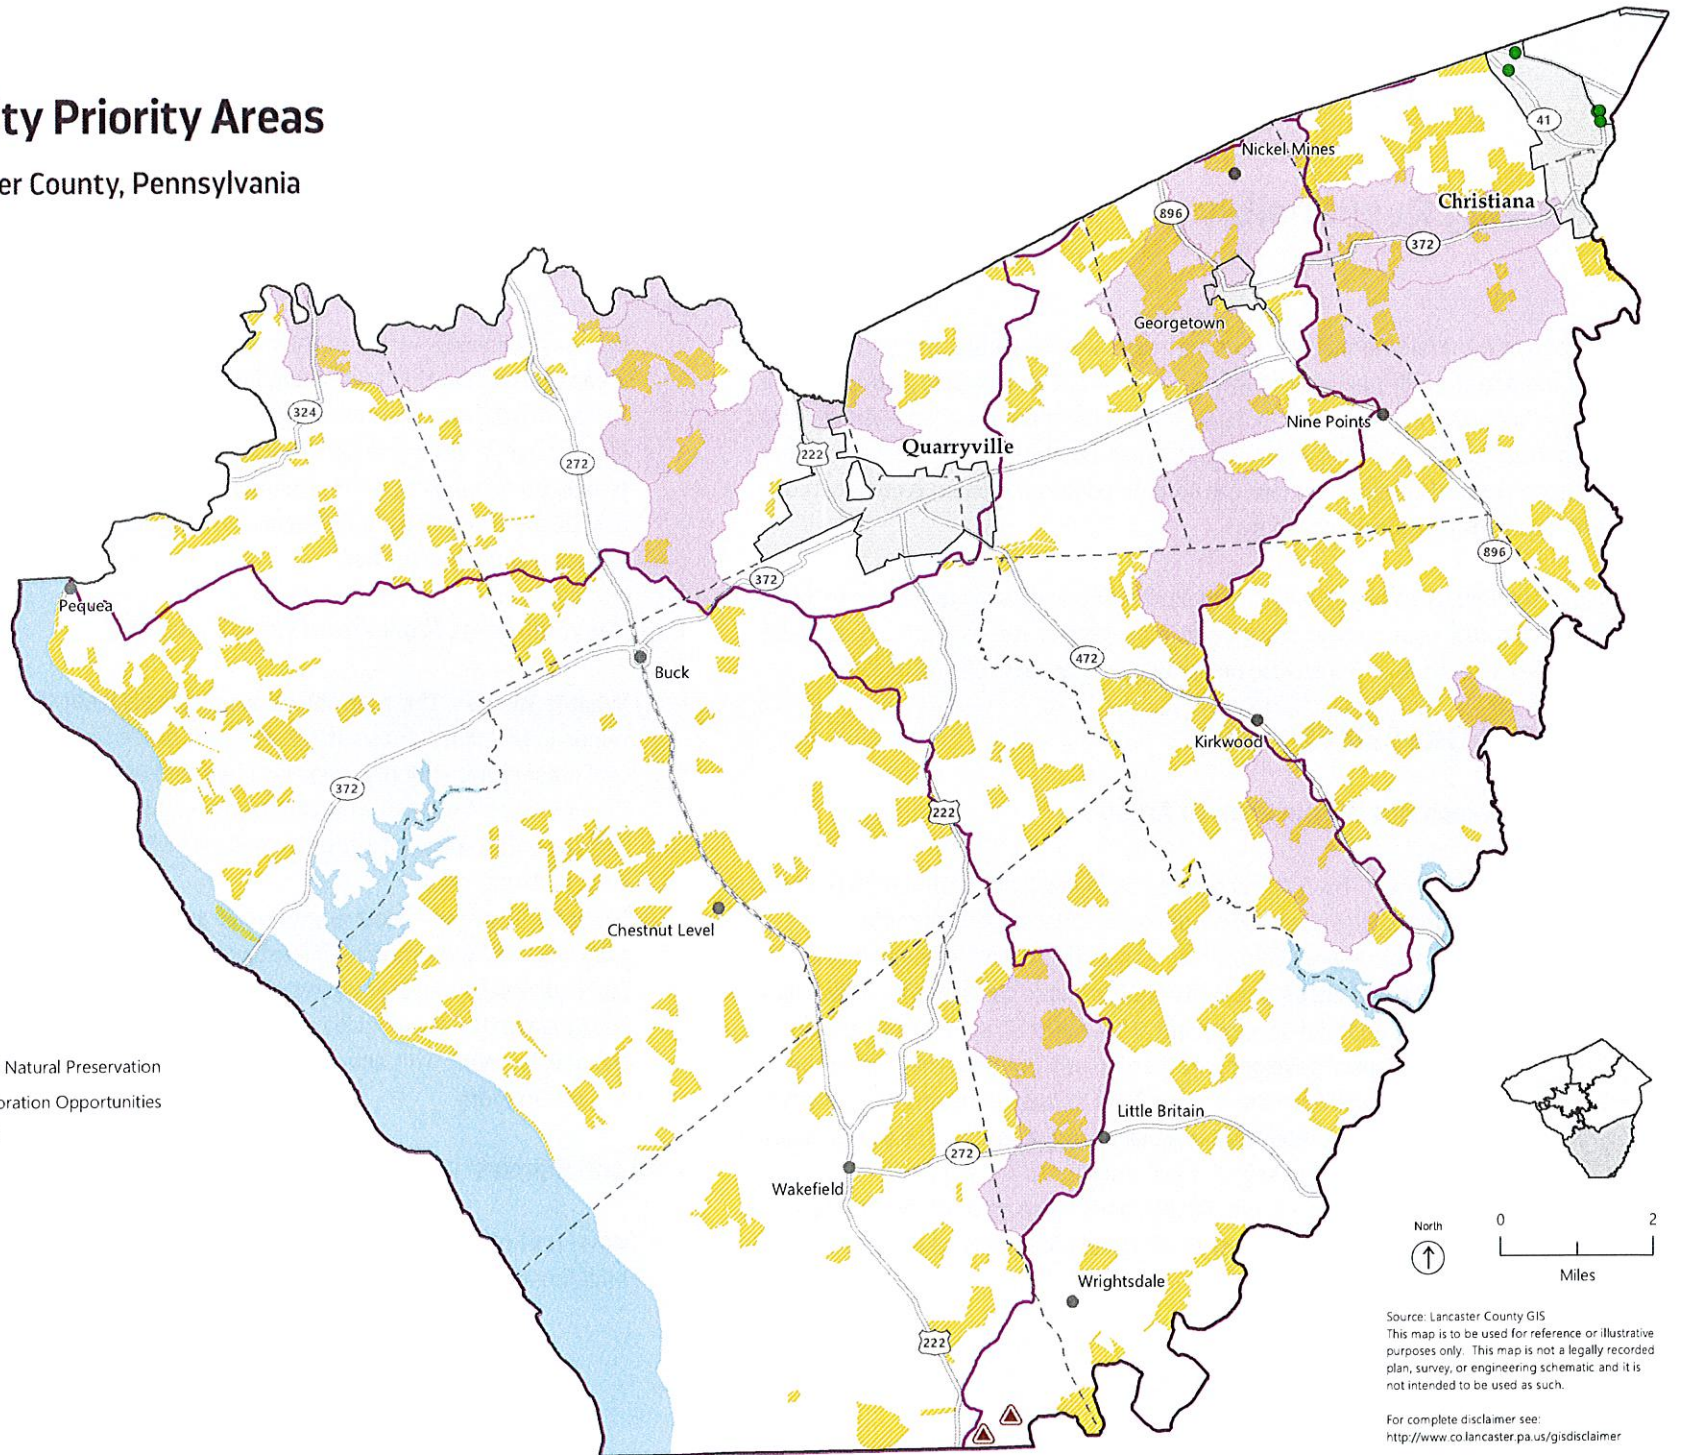 ty Priority Areas
er County, Pennsylvania
Nickel Mines
41
Christiana
896
372
Georgetown
324
272
222
Quarryville
Nine Points
896
372
Pequea
Buck
472
Kirkwood
372
222
Chestnut Level
Natural Preservation
oration Opportunities
Little Britain
272
Wakefield
Wrightsdale
222
North
0 2
Miles
Source: Lancaster County GIS
This map is to be used for reference or illustrative
purposes only. This map is not a legally recorded
plan, survey, or engineering schematic and it is
not intended to be used as such.
For complete disclaimer see:
http://www.co.lancaster.pa.us/gisdisclaimer